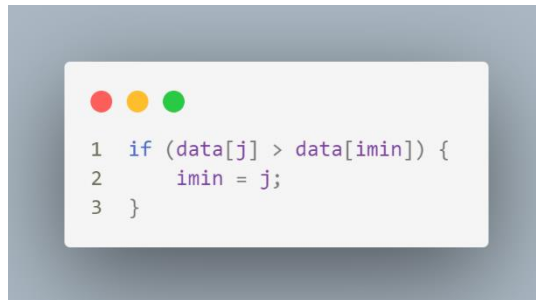 1 if (data[j] > data[imin]) {
2     imin = j;
3 }